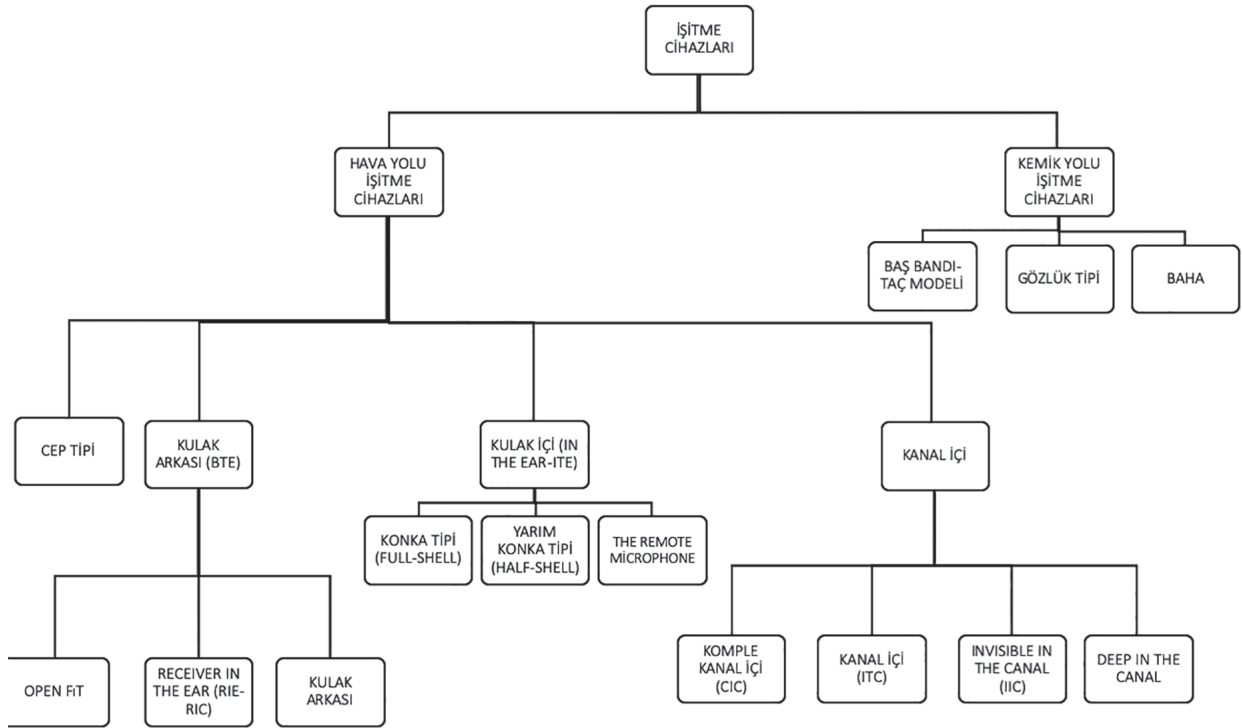 İŞİTME
CİHAZLARI
HAVA YOLU
İŞİTME
CİHAZLARI
KEMİK YOLU
İŞİTME
CİHAZLARI
BAŞ BANDI-
TAÇ MODELİ
GÖZLÜK TİPİ
BAHA
CEP TİPİ
KULAK
ARKASI (BTE)
KULAK İÇİ (IN
THE EAR-ITE)
KANAL İÇİ
KONKA TİPİ
(FULL-SHELL)
YARIM
KONKA TİPİ
(HALF-SHELL)
THE REMOTE
MİCROPHONE
OPEN FıT
RECEIVER IN
THE EAR (RIE-
RIC)
KULAK
ARKASI
KOMPLE
KANAL İÇİ
(CIC)
KANAL İÇİ
(ITC)
INVISIBLE IN
THE CANAL
(IIC)
DEEP IN THE
CANAL